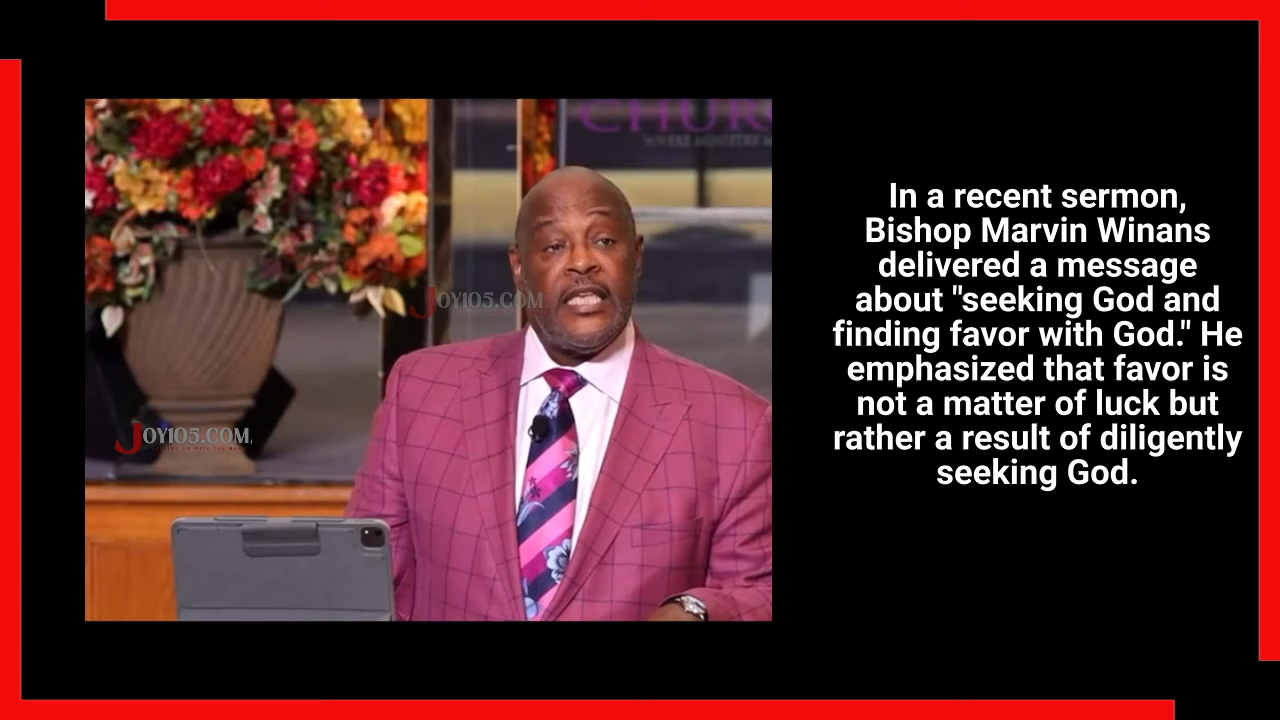 CHURC
JOY105.COM
JOY105.COM
In a recent sermon,
Bishop Marvin Winans
delivered a message
about "seeking God and
finding favor with God." He
emphasized that favor is
not a matter of luck but
rather a result of diligently
seeking God.